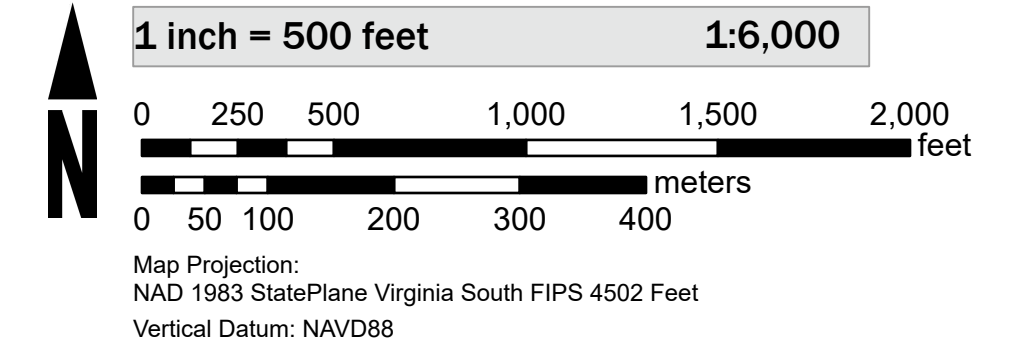 1 inch = 500 feet 1:6,000
0 250 500 1,000 1,500 2,000
feet
meters
0 50 100 200 300 400
N
Map Projection:
NAD 1983 StatePlane Virginia South FIPS 4502 Feet
Vertical Datum: NAVD88